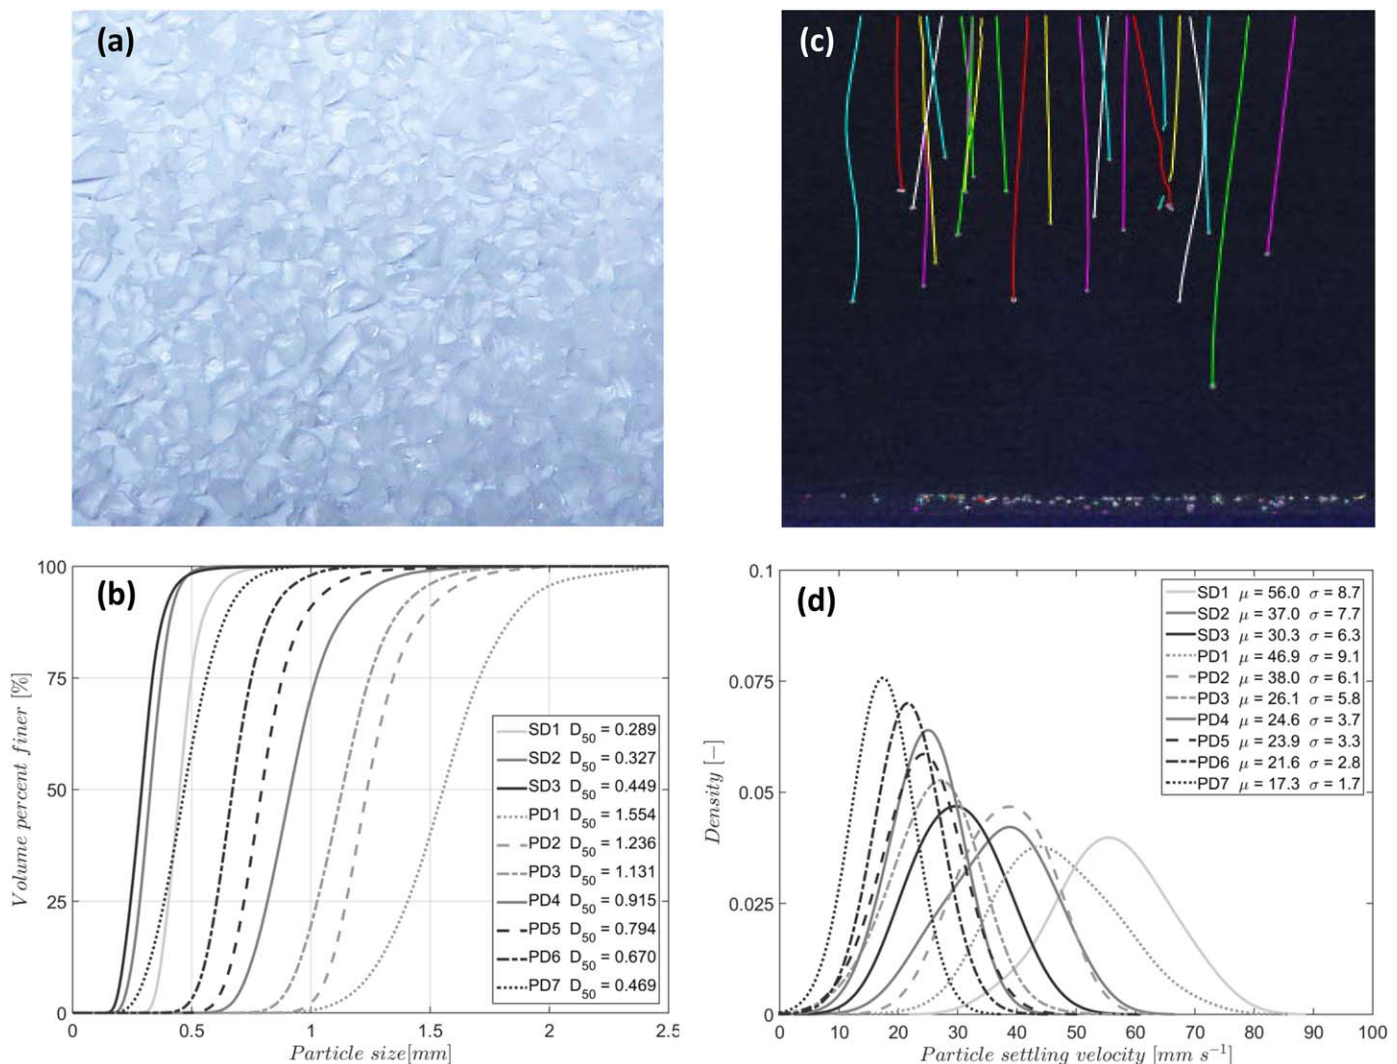 (a)
(c)
(b)
100
75
50
25
0
Volume percent finer [%]
SD1 D50 = 0.289
SD2 D50 = 0.327
SD3 D50 = 0.449
PD1 D50 = 1.554
PD2 D50 = 1.236
PD3 D50 = 1.131
PD4 D50 = 0.915
PD5 D50 = 0.794
PD6 D50 = 0.670
PD7 D50 = 0.469
0 0.5 1 1.5 2 2.5
Particle size[mm]
(d)
0.1
0.075
0.05
0.025
0
Density [−]
SD1 μ = 56.0 σ = 8.7
SD2 μ = 37.0 σ = 7.7
SD3 μ = 30.3 σ = 6.3
PD1 μ = 46.9 σ = 9.1
PD2 μ = 38.0 σ = 6.1
PD3 μ = 26.1 σ = 5.8
PD4 μ = 24.6 σ = 3.7
PD5 μ = 23.9 σ = 3.3
PD6 μ = 21.6 σ = 2.8
PD7 μ = 17.3 σ = 1.7
0 10 20 30 40 50 60 70 80 90 100
Particle settling velocity [mm s⁻¹]